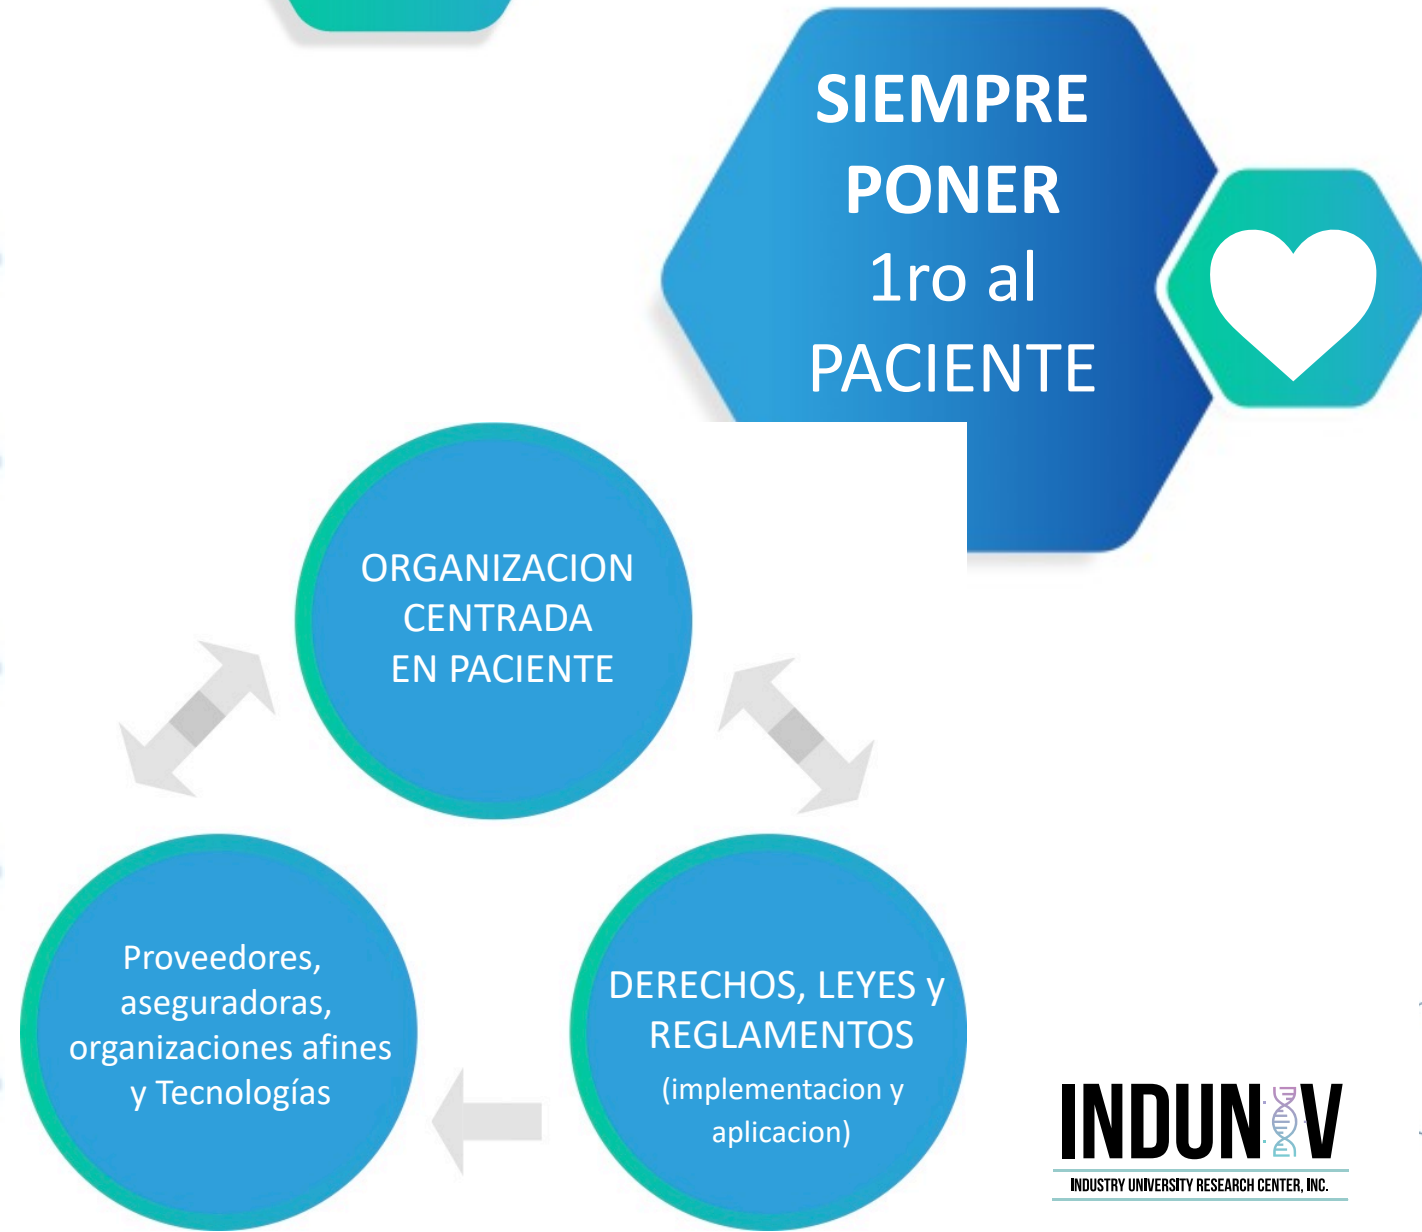 SIEMPRE
PONER
1ro al
PACIENTE
ORGANIZACION
CENTRADA
EN PACIENTE
Proveedores,
aseguradoras,
organizaciones afines
y Tecnologías
DERECHOS, LEYES y
REGLAMENTOS
(implementacion y
aplicacion)
INDUNIV
INDUSTRY UNIVERSITY RESEARCH CENTER, INC.